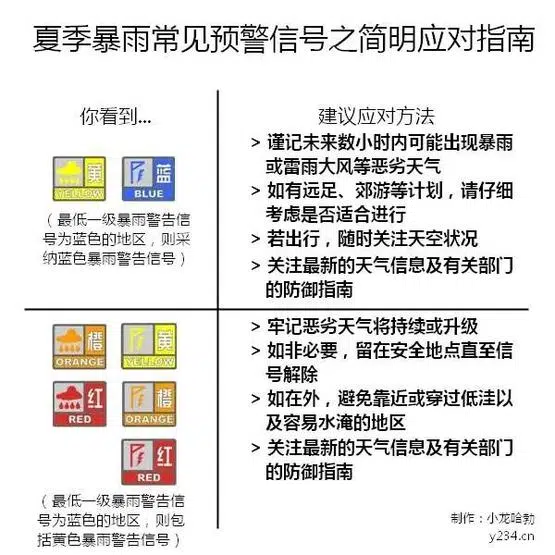 夏季暴雨常见预警信号之简明应对指南
你看到...
建议应对方法
黄
YELLOW
蓝
BLUE
（最低一级暴雨警告信
号为蓝色的地区，则采
纳蓝色暴雨警告信号）
> 谨记未来数小时内可能出现暴雨
或雷雨大风等恶劣天气
> 如有远足、郊游等计划，请仔细
考虑是否适合进行
> 若出行，随时关注天空状况
> 关注最新的天气信息及有关部门
的防御指南
橙
ORANGE
黄
YELLOW
红
RED
橙
ORANGE
红
RED
（最低一级暴雨警告信
号为蓝色的地区，则包
括黄色暴雨警告信号）
> 牢记恶劣天气将持续或升级
> 如非必要，留在安全地点直至信
号解除
> 如在外，避免靠近或穿过低洼以
及容易水淹的地区
> 关注最新的天气信息及有关部门
的防御指南
制作：小龙哈勃
y234.cn